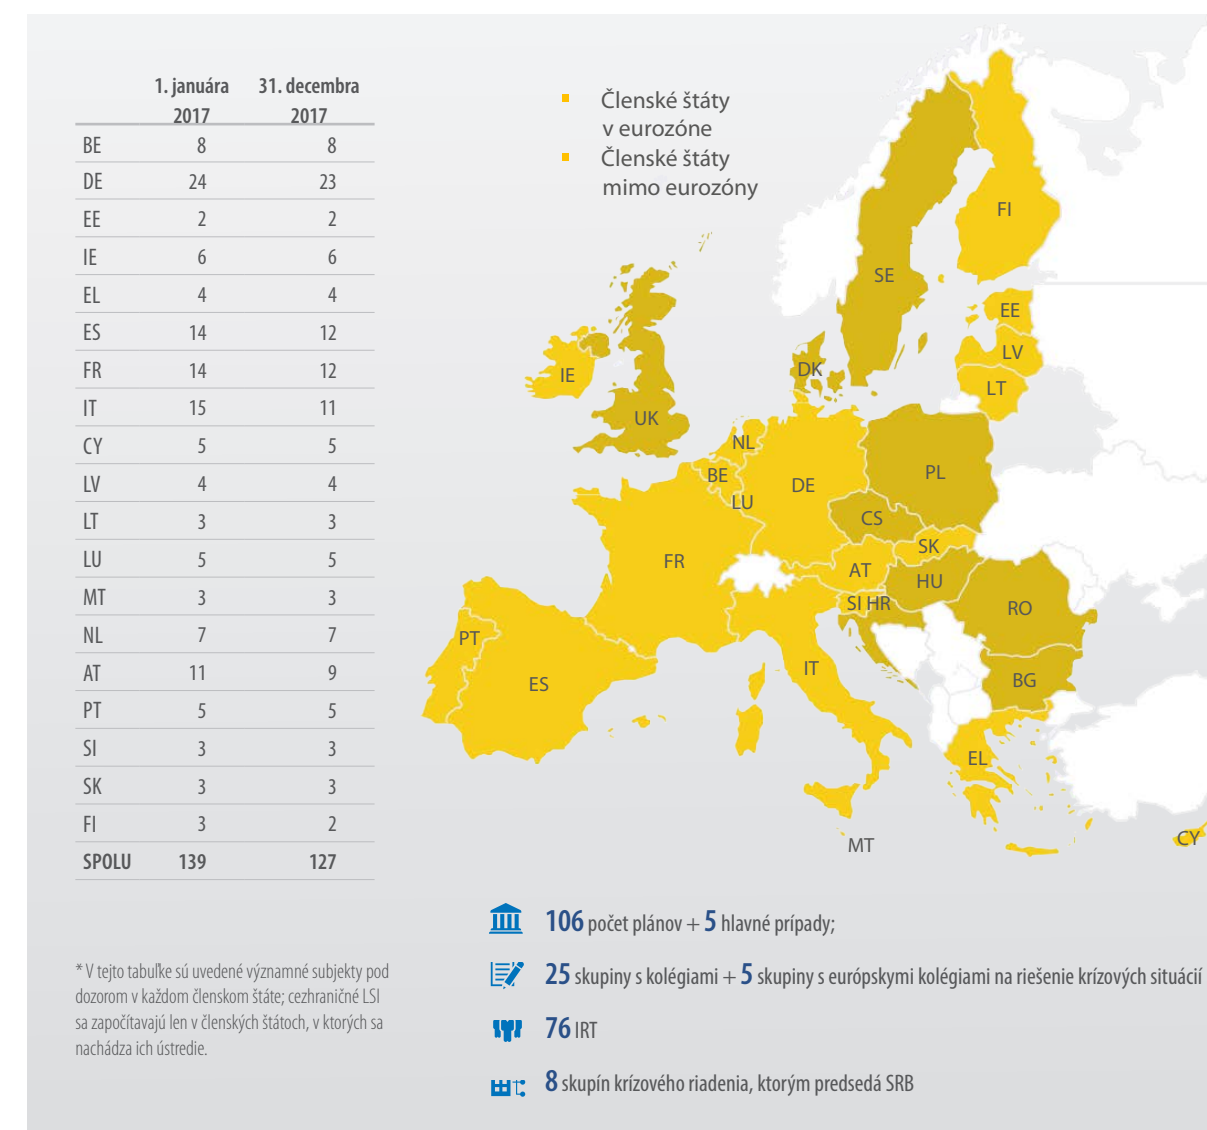 1. januára 31. decembra
2017 2017
BE 8 8
DE 24 23
EE 2 2
IE 6 6
EL 4 4
ES 14 12
FR 14 12
IT 15 11
CY 5 5
LV 4 4
LT 3 3
LU 5 5
MT 3 3
NL 7 7
AT 11 9
PT 5 5
SI 3 3
SK 3 3
FI 3 2
SPOLU 139 127
* V tejto tabuľke sú uvedené významné subjekty pod
dozorom v každom členskom štáte; cezhraničné LSI
sa započítavajú len v členských štátoch, v ktorých sa
nachádza ich ústredie.
Členské štáty
v eurozóne
Členské štáty
mimo eurozóny
FI
SE
EE
LV
DK
IE
LT
UK
NL
BE
PL
DE
LU
CS
SK
FR
AT
HU
SI HR
RO
PT
IT
BG
ES
EL
MT
CY
106 počet plánov + 5 hlavné prípady;
25 skupiny s kolégiami + 5 skupiny s európskymi kolégiami na riešenie krízových situácií
76 IRT
8 skupín krízového riadenia, ktorým predsedá SRB